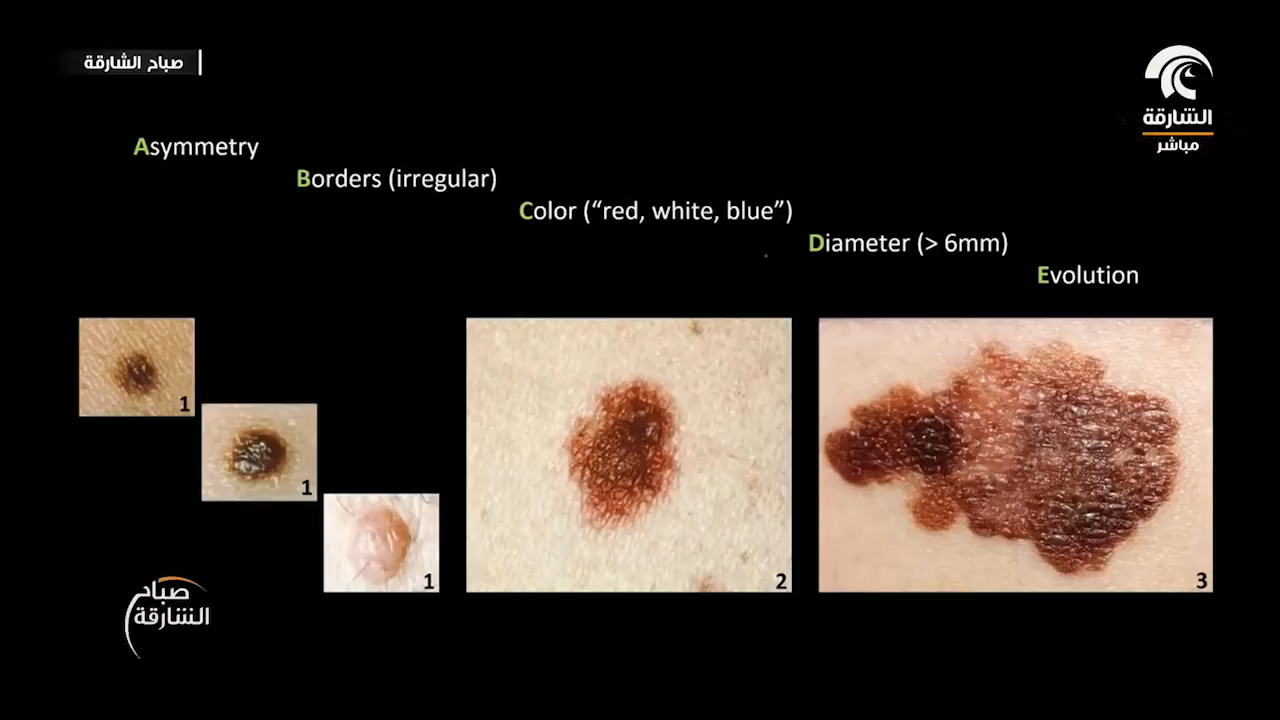 صباح الشارقة
الشارقة
مباشر
Asymmetry
Borders (irregular)
Color (“red, white, blue”)
Diameter (> 6mm)
Evolution
1
1
1
2
3
صباح
الشارقة